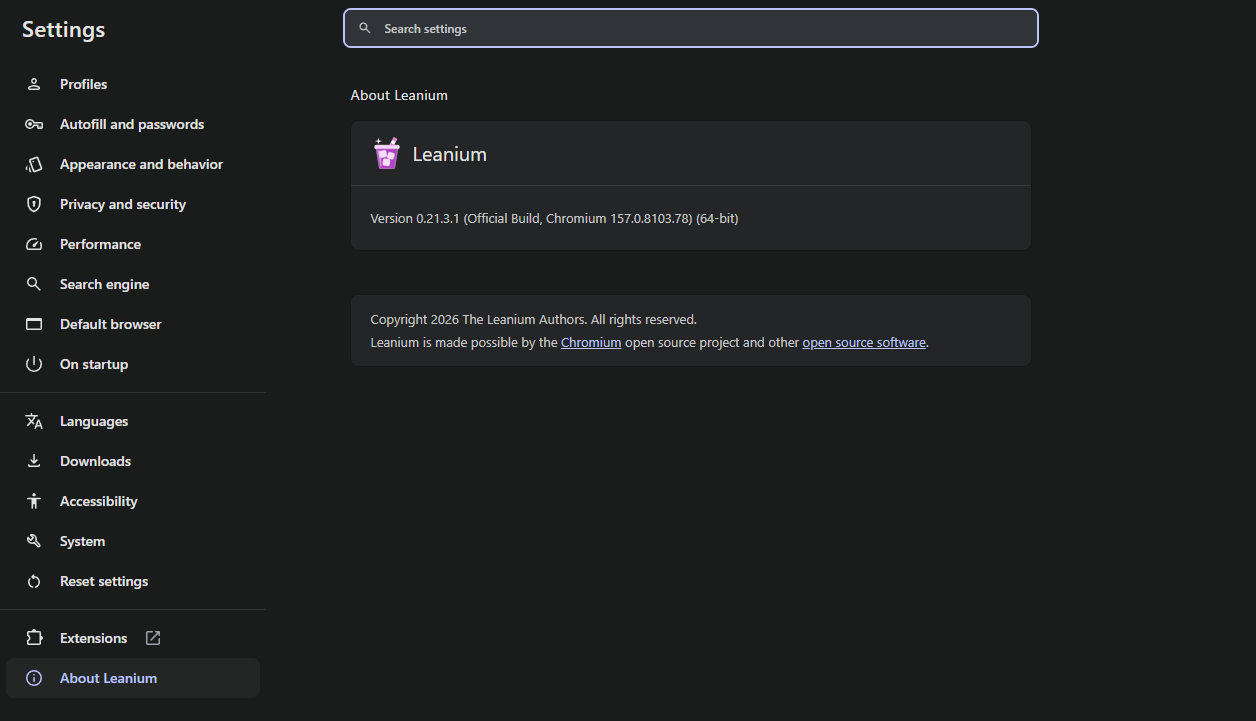 Settings
Search settings
Profiles
Autofill and passwords
Appearance and behavior
Privacy and security
Performance
Search engine
Default browser
On startup
Languages
Downloads
Accessibility
System
Reset settings
Extensions
About Leanium
About Leanium
Leanium
Version 0.21.3.1 (Official Build, Chromium 157.0.8103.78) (64-bit)
Copyright 2026 The Leanium Authors. All rights reserved.
Leanium is made possible by the Chromium open source project and other open source software.